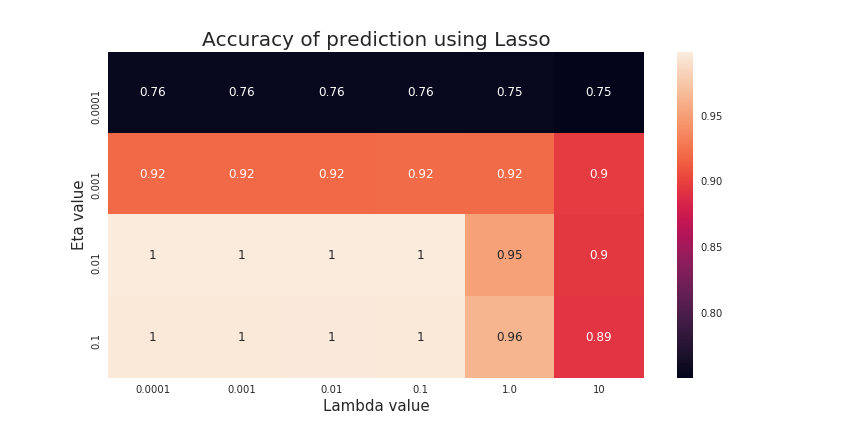 Accuracy of prediction using Lasso
Eta value
0.0001 0.76 0.76 0.76 0.76 0.75 0.75
0.001 0.92 0.92 0.92 0.92 0.92 0.9
0.01 1 1 1 1 0.95 0.9
0.1 1 1 1 1 0.96 0.89
0.0001 0.001 0.01 0.1 1.0 10
Lambda value
0.95
0.90
0.85
0.80